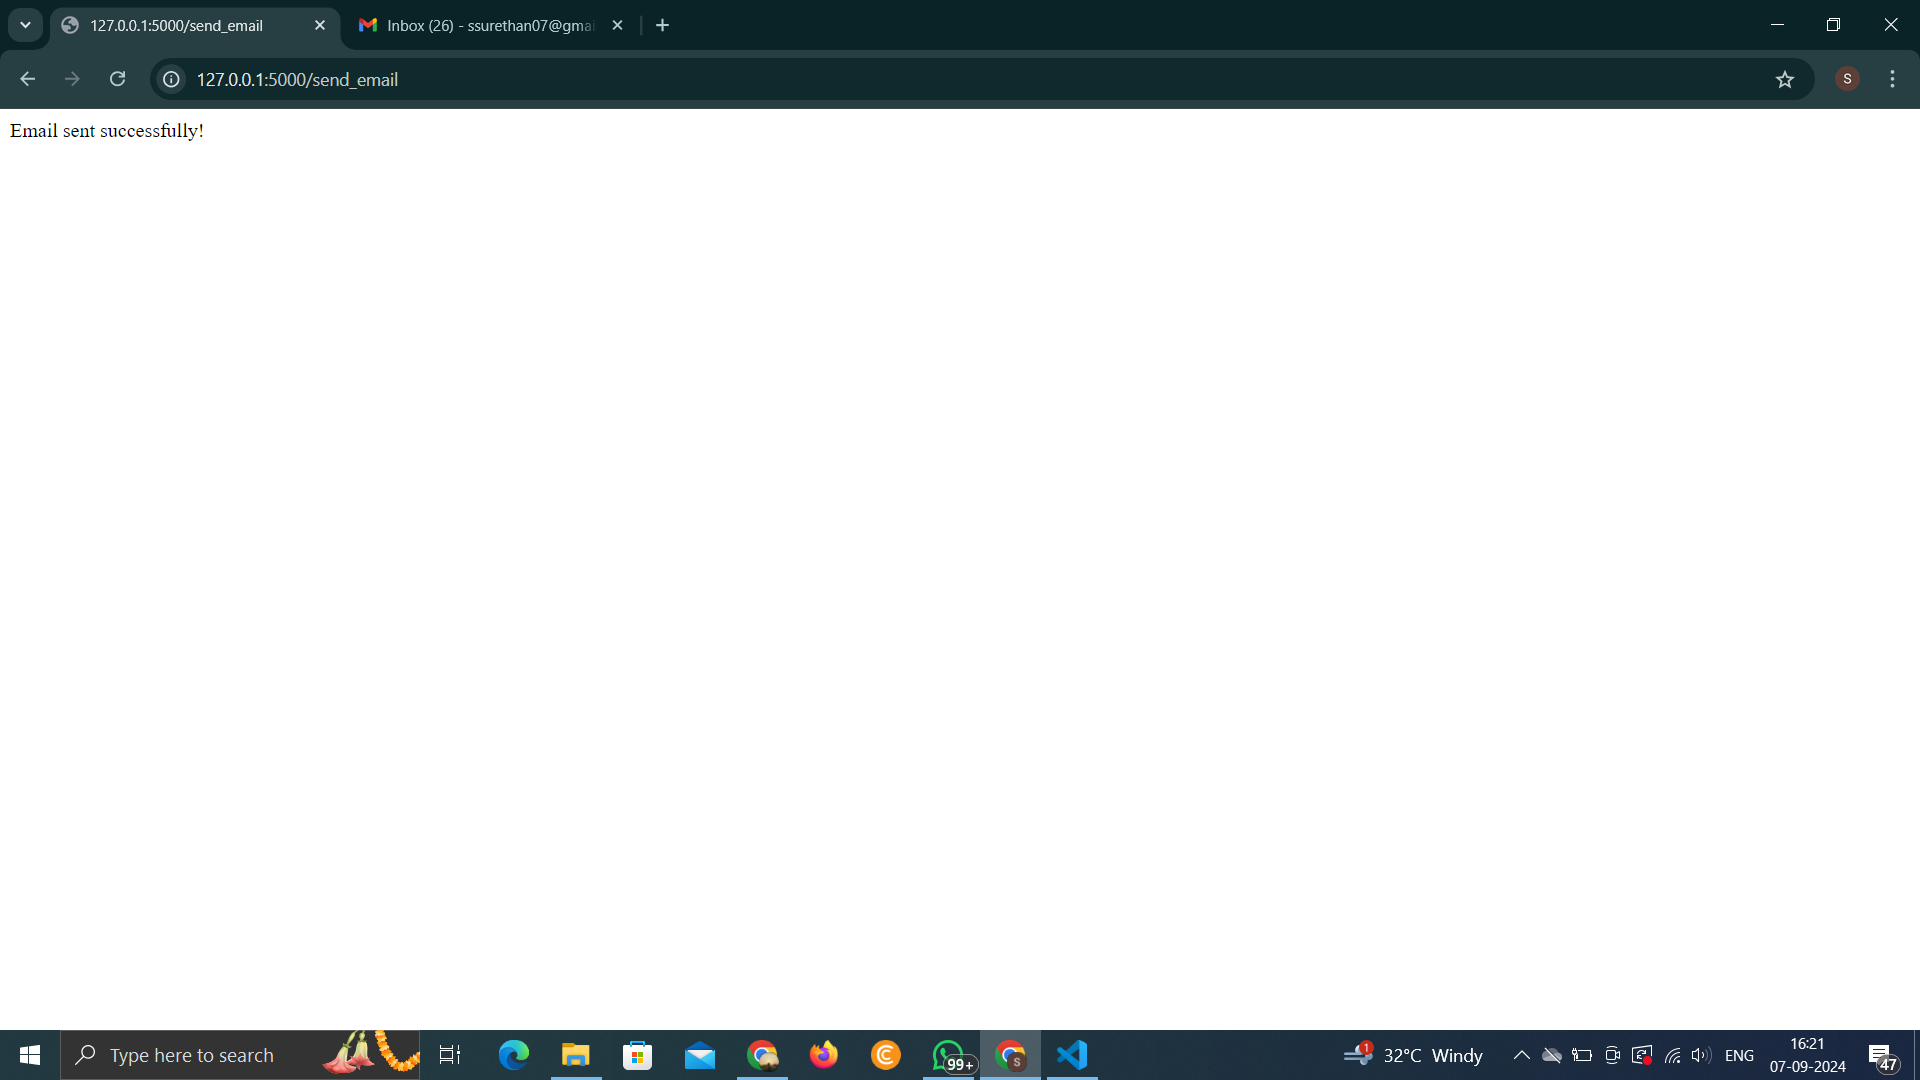 127.0.0.1:5000/send_email
Inbox (26) - ssurethan07@gmai
127.0.0.1:5000/send_email
S
Email sent successfully!
Type here to search
99+
S
1
32°C Windy
ENG
16:21
07-09-2024
47